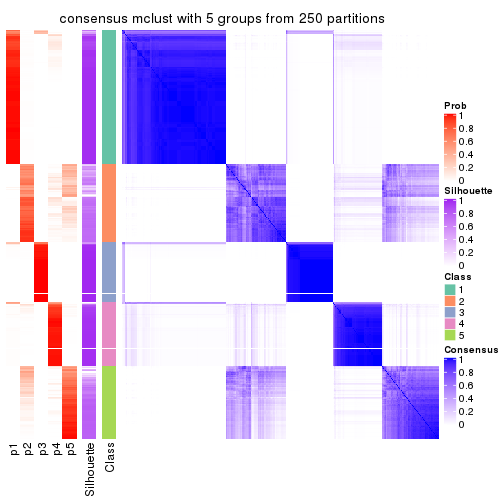 consensus mclust with 5 groups from 250 partitions
Prob
1
0.8
0.6
0.4
0.2
0
Silhouette
1
0.8
0.6
0.4
0.2
0
Class
1
2
3
4
5
Consensus
1
0.8
0.6
0.4
0.2
0
p1
p2
p3
p4
p5
Silhouette
Class